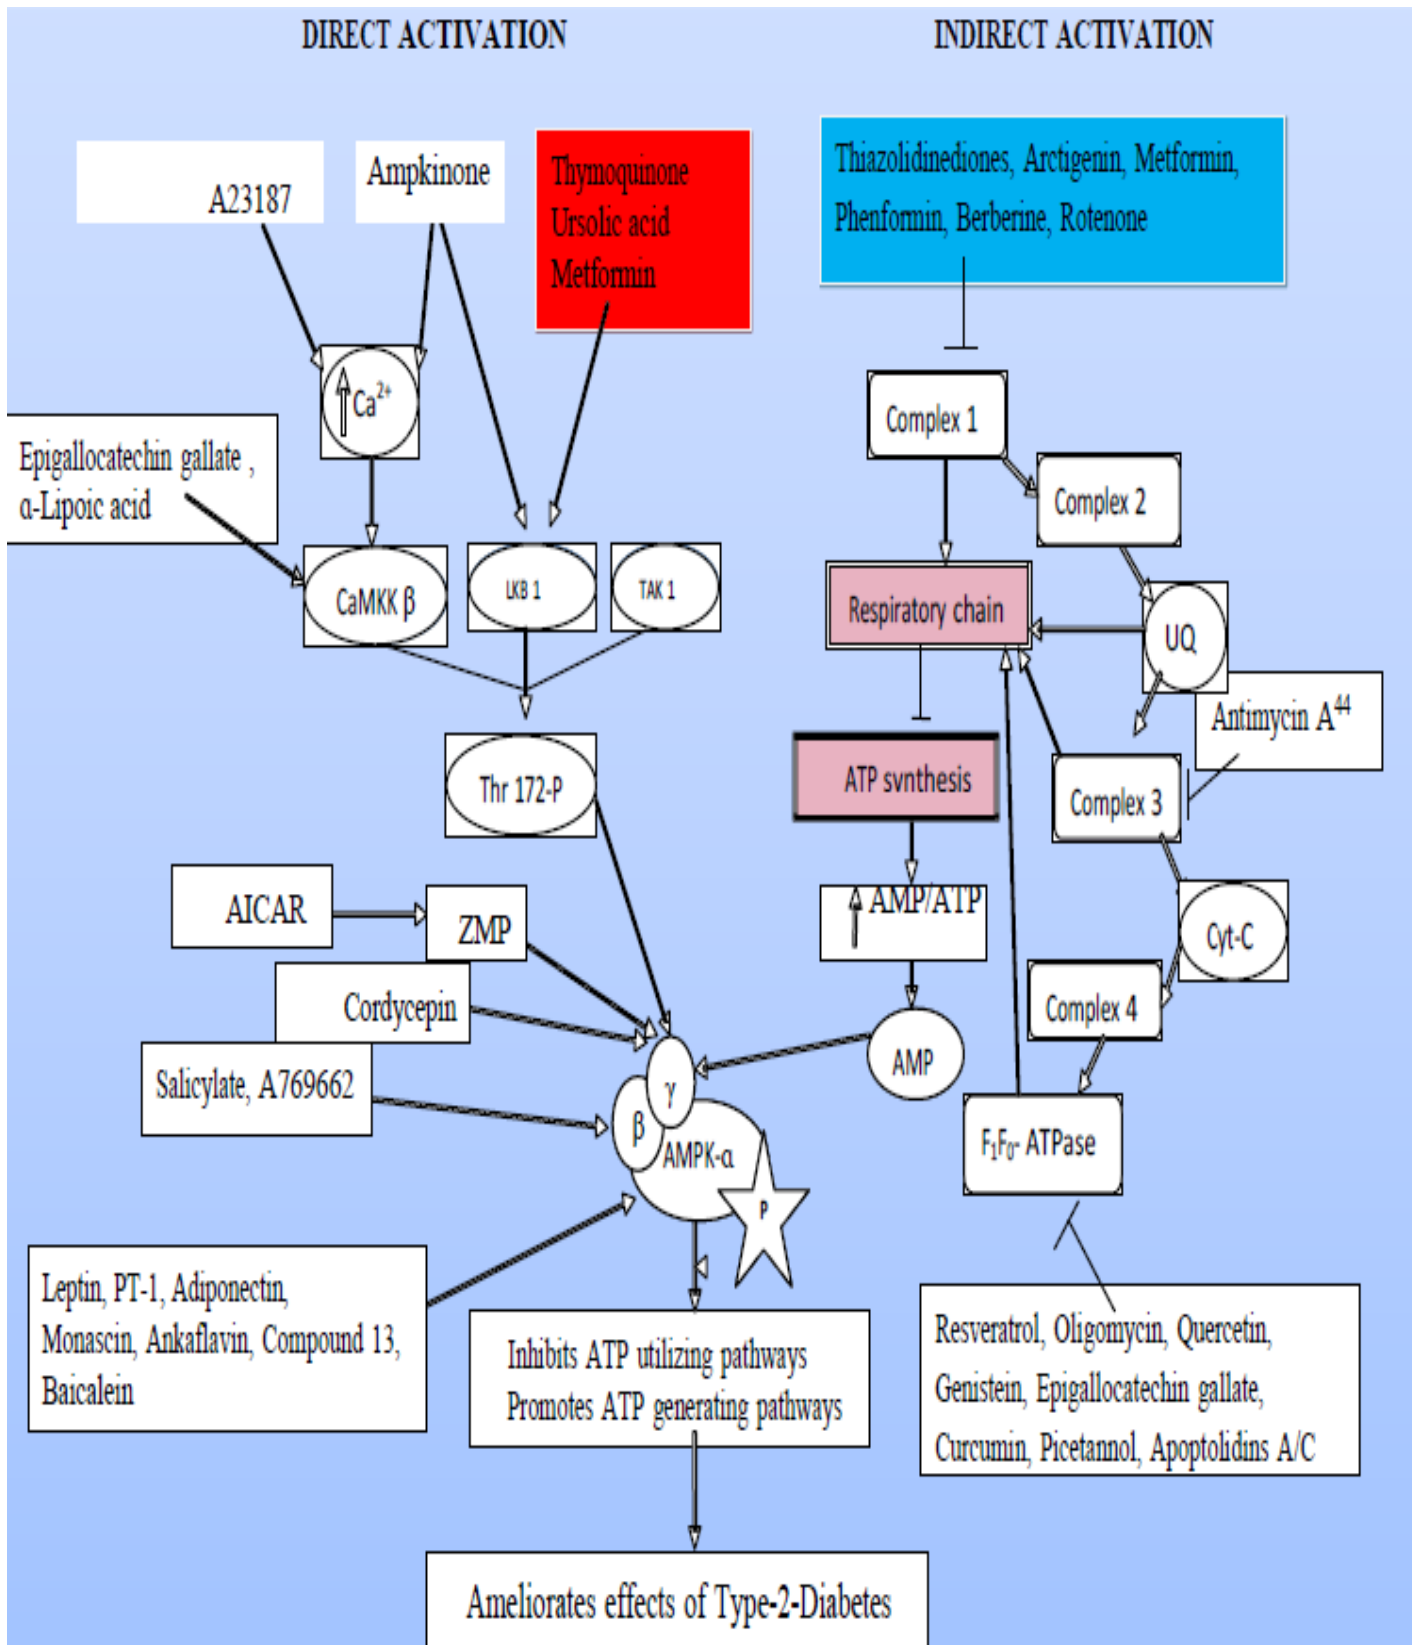 DIRECT ACTIVATION
INDIRECT ACTIVATION
A23187
Ampkinone
Thymoquinone
Ursolic acid
Metformin
Thiazolidinediones, Arctigenin, Metformin,
Phenformin, Berberine, Rotenone
Ca²⁺
Complex 1
Epigallocatechin gallate ,
α-Lipoic acid
Complex 2
CaMKK β
LKB 1
TAK 1
Respiratory chain
UQ
Antimycin A⁴⁴
Thr 172-P
ATP svnthesis
Complex 3
AICAR
ZMP
AMP/ATP
Cyt-C
Cordycepin
Complex 4
Salicylate, A769662
AMP
γ
β
AMPK-α
P
F₁F₀- ATPase
Leptin, PT-1, Adiponectin,
Monascin, Ankaflavin, Compound 13,
Baicalein
Inhibits ATP utilizing pathways
Promotes ATP generating pathways
Resveratrol, Oligomycin, Quercetin,
Genistein, Epigallocatechin gallate,
Curcumin, Picetannol, Apoptolidins A/C
Ameliorates effects of Type-2-Diabetes